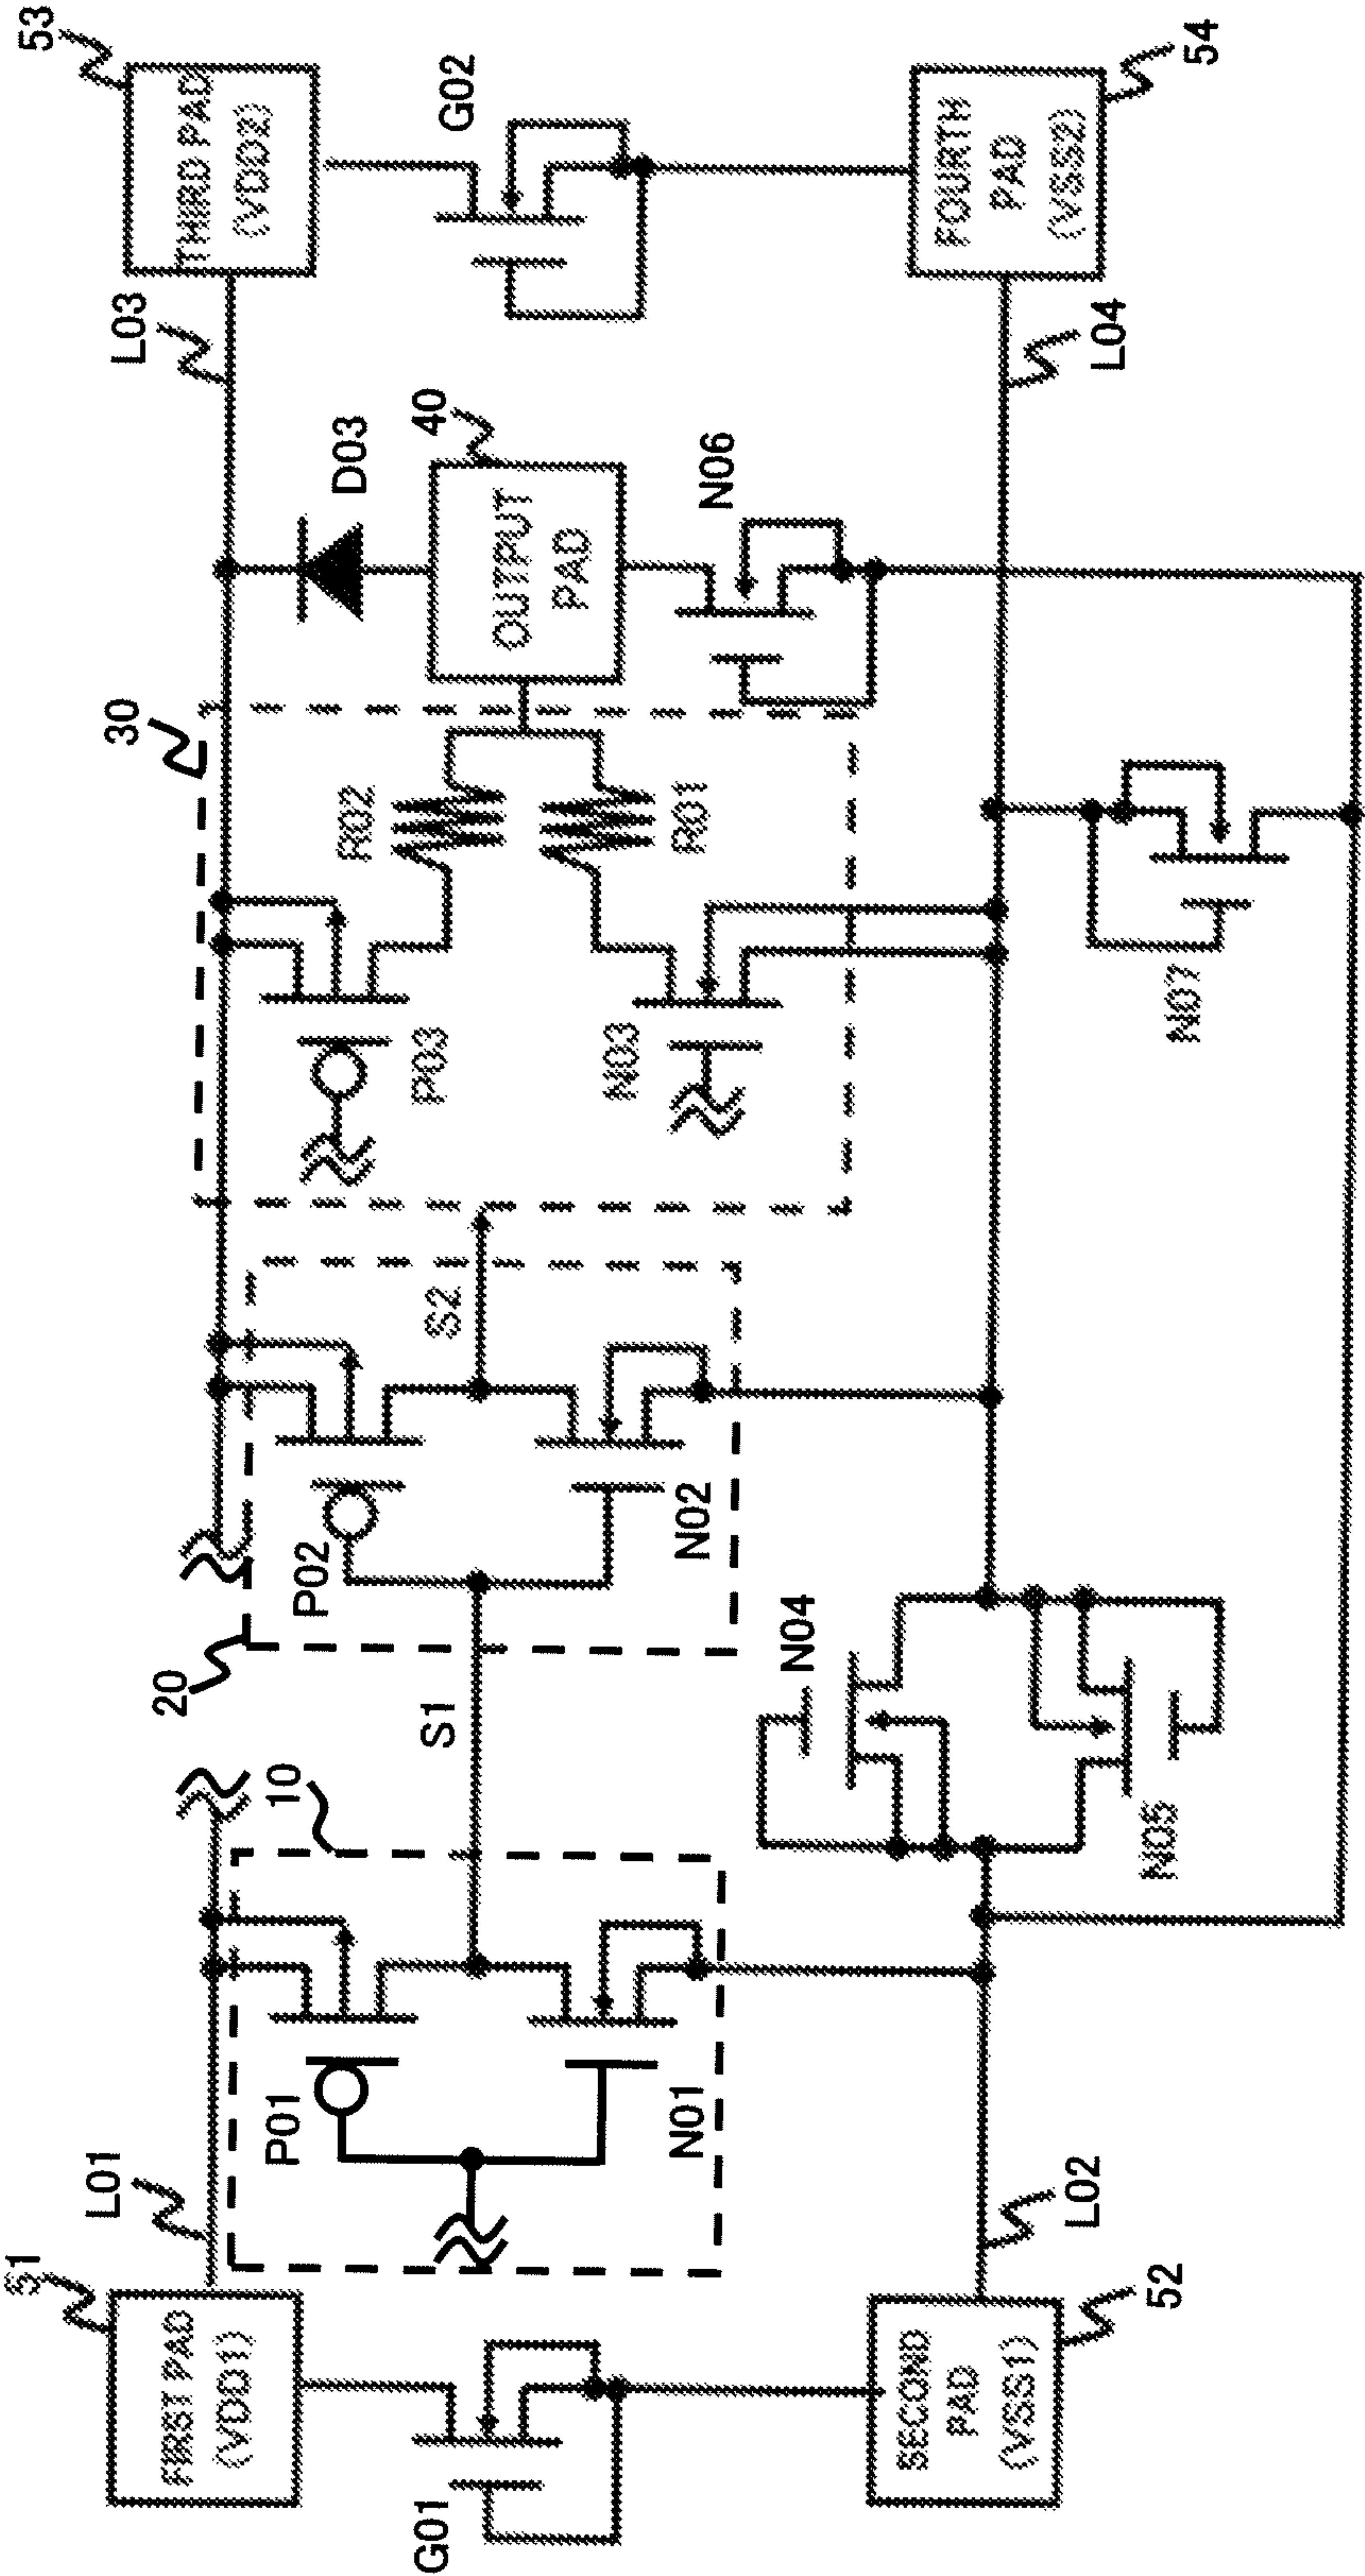 51
L01
FIRST PAD
(VDD1)
G01
P01
N01
10
SECOND
PAD
(VSS1)
52
L02
S1
20
P02
N02
S2
N04
N05
30
P03
N03
R02
R01
N07
D03
40
OUTPUT
PAD
N06
L03
53
THIRD PAD
(VDD2)
G02
L04
FOURTH
PAD
(VSS2)
54